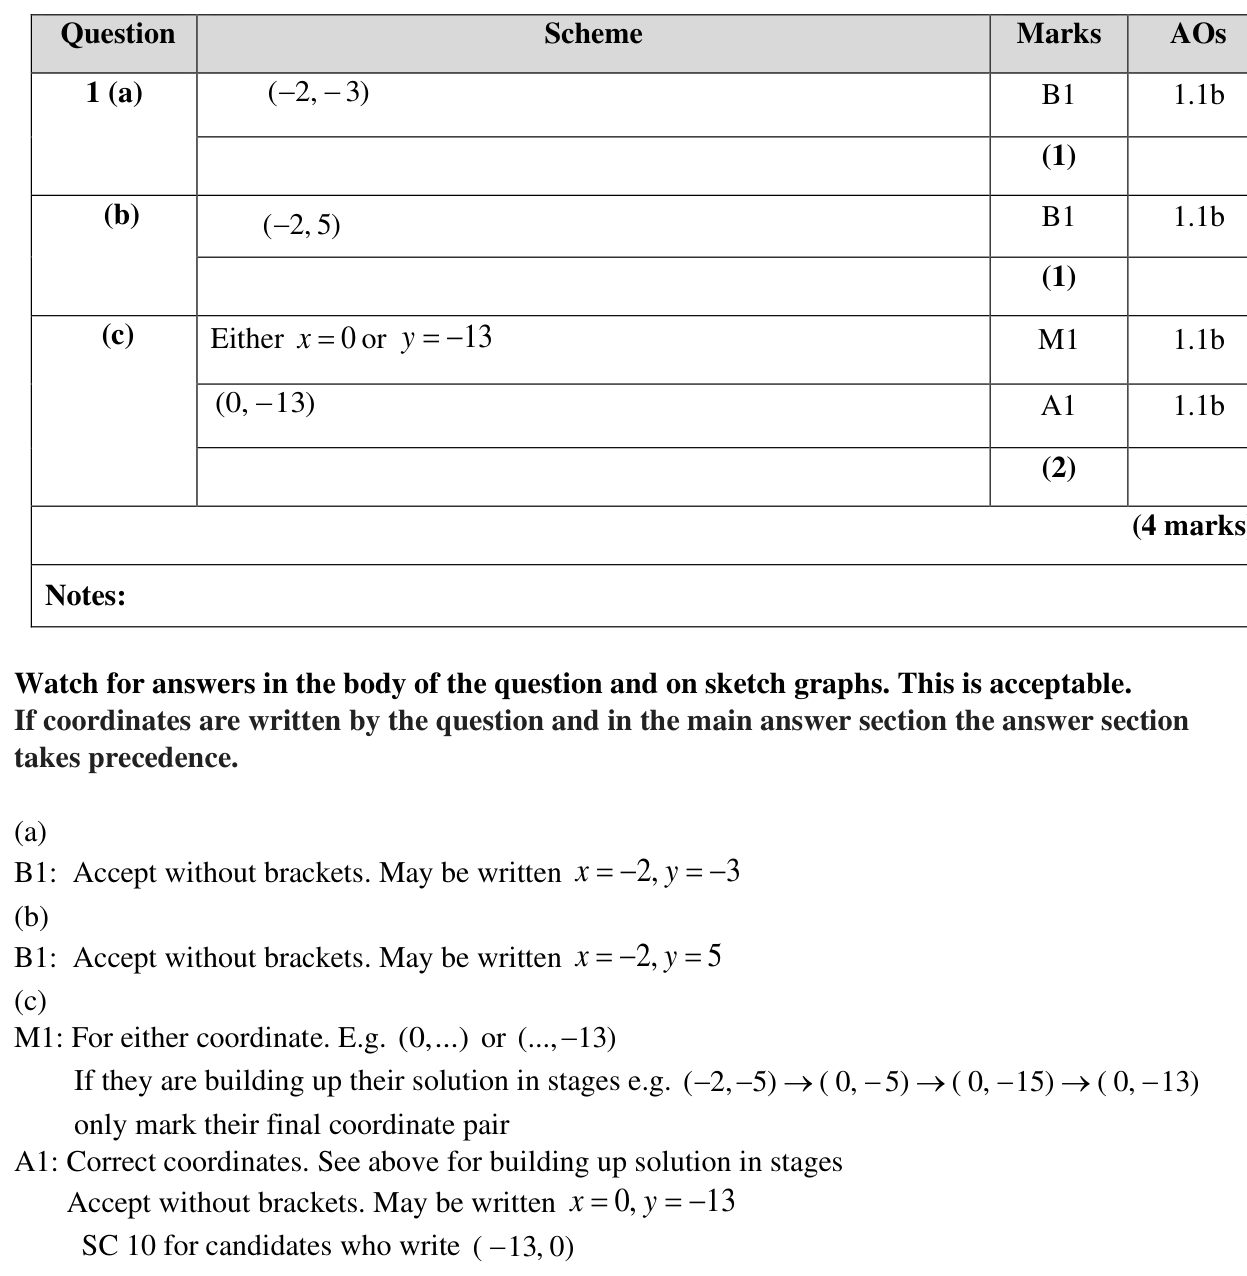 Question Scheme Marks AOs
1 (a) (−2, −3) B1 1.1b
(1)
(b) (−2, 5) B1 1.1b
(1)
(c) Either x = 0 or y = −13 M1 1.1b
(0, −13) A1 1.1b
(2)
(4 marks
Notes:
Watch for answers in the body of the question and on sketch graphs. This is acceptable.
If coordinates are written by the question and in the main answer section the answer section
takes precedence.
(a)
B1: Accept without brackets. May be written x = −2, y = −3
(b)
B1: Accept without brackets. May be written x = −2, y = 5
(c)
M1: For either coordinate. E.g. (0,...) or (...,−13)
If they are building up their solution in stages e.g. (−2,−5) → ( 0, −5) → ( 0, −15) → ( 0, −13)
only mark their final coordinate pair
A1: Correct coordinates. See above for building up solution in stages
Accept without brackets. May be written x = 0, y = −13
SC 10 for candidates who write ( −13, 0)